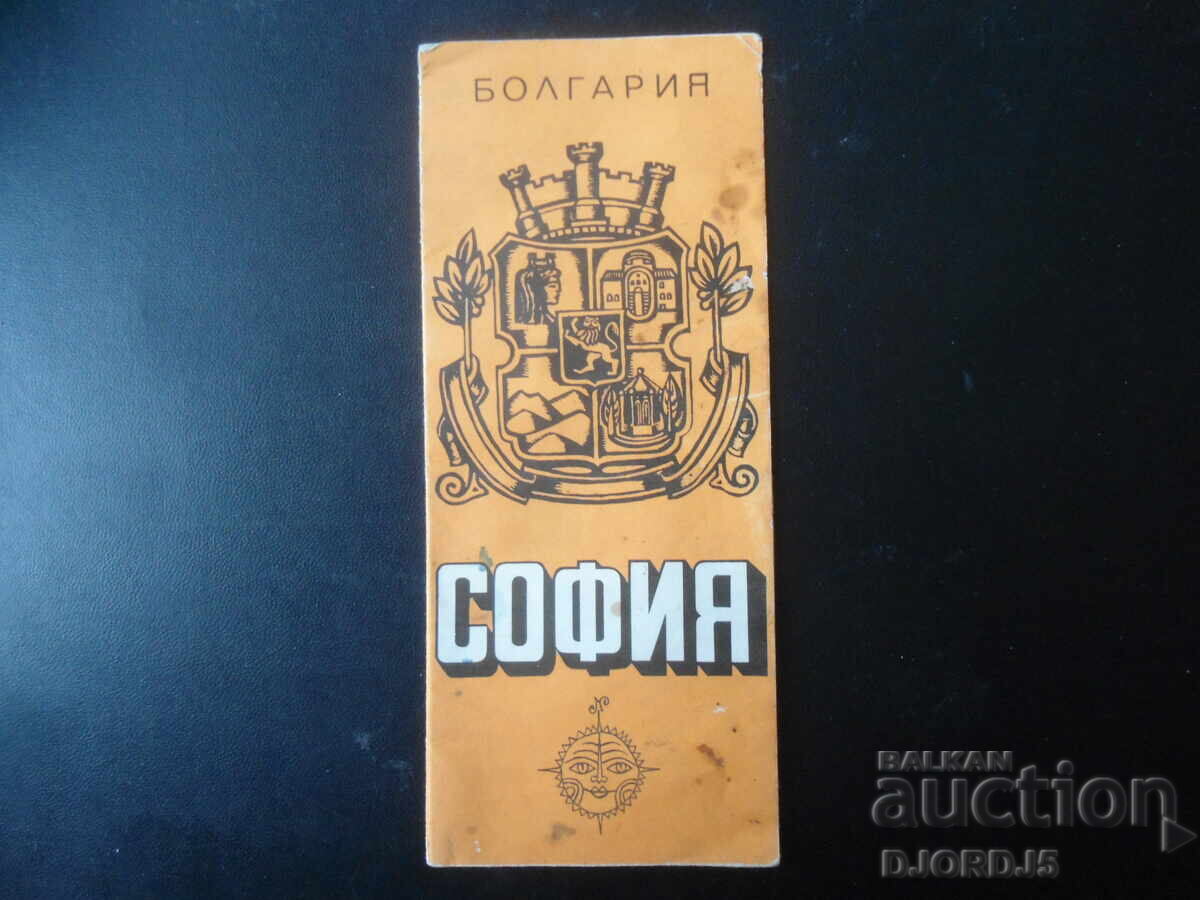 БОЛГАРИЯ
СОФИЯ
BALKAN
auction
DJORDJ5